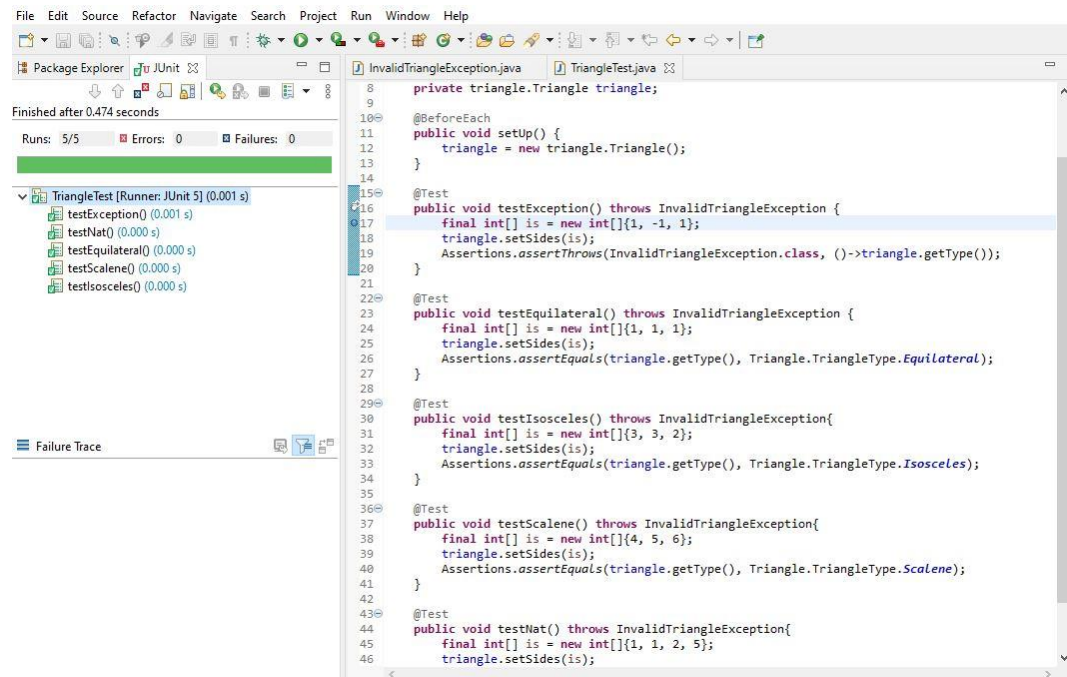 File Edit Source Refactor Navigate Search Project Run Window Help
Package Explorer JUnit
Finished after 0.474 seconds
Runs: 5/5 Errors: 0 Failures: 0
TriangleTest [Runner: JUnit 5] (0.001 s)
testException() (0.001 s)
testNat() (0.000 s)
testEquilateral() (0.000 s)
testScalene() (0.000 s)
testIsosceles() (0.000 s)
Failure Trace
InvalidTriangleException.java TriangleTest.java
8 private triangle.Triangle triangle;
9
10 @BeforeEach
11 public void setUp() {
12 triangle = new triangle.Triangle();
13 }
14
15 @Test
16 public void testException() throws InvalidTriangleException {
17 final int[] is = new int[]{1, -1, 1};
18 triangle.setSides(is);
19 Assertions.assertThrows(InvalidTriangleException.class, ()->triangle.getType());
20 }
21
22 @Test
23 public void testEquilateral() throws InvalidTriangleException {
24 final int[] is = new int[]{1, 1, 1};
25 triangle.setSides(is);
26 Assertions.assertEquals(triangle.getType(), Triangle.TriangleType.Equilateral);
27 }
28
29 @Test
30 public void testIsosceles() throws InvalidTriangleException{
31 final int[] is = new int[]{3, 3, 2};
32 triangle.setSides(is);
33 Assertions.assertEquals(triangle.getType(), Triangle.TriangleType.Isosceles);
34 }
35
36 @Test
37 public void testScalene() throws InvalidTriangleException{
38 final int[] is = new int[]{4, 5, 6};
39 triangle.setSides(is);
40 Assertions.assertEquals(triangle.getType(), Triangle.TriangleType.Scalene);
41 }
42
43 @Test
44 public void testNat() throws InvalidTriangleException{
45 final int[] is = new int[]{1, 1, 2, 5};
46 triangle.setSides(is);